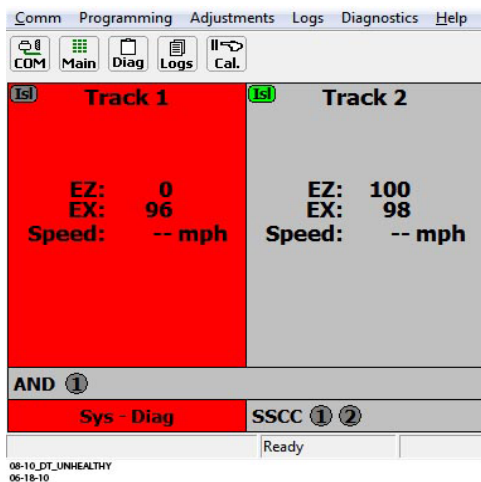 Comm Programming Adjustments Logs Diagnostics Help
COM Main Diag Logs Cal.
Isl Track 1
EZ: 0
EX: 96
Speed: -- mph
Isl Track 2
EZ: 100
EX: 98
Speed: -- mph
AND 1
Sys - Diag
SSCC 1 2
Ready
08-10_DT_UNHEALTHY
06-18-10